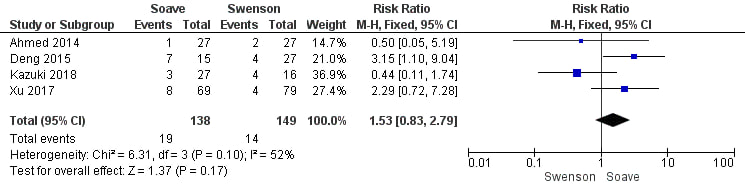 Soave Swenson Risk Ratio Risk Ratio
Study or Subgroup Events Total Events Total Weight M-H, Fixed, 95% CI M-H, Fixed, 95% CI
Ahmed 2014 1 27 2 27 14.7% 0.50 [0.05, 5.19]
Deng 2015 7 15 4 27 21.0% 3.15 [1.10, 9.04]
Kazuki 2018 3 27 4 16 36.9% 0.44 [0.11, 1.74]
Xu 2017 8 69 4 79 27.4% 2.29 [0.72, 7.28]
Total (95% CI) 138 149 100.0% 1.53 [0.83, 2.79]
Total events 19 14
Heterogeneity: Chi² = 6.31, df = 3 (P = 0.10); I² = 52%
Test for overall effect: Z = 1.37 (P = 0.17)
0.01 0.1 1 10 100
Swenson Soave